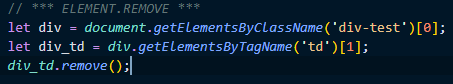 // *** ELEMENT.REMOVE ***
let div = document.getElementsByClassName('div-test')[0];
let div_td = div.getElementsByTagName('td')[1];
div_td.remove();